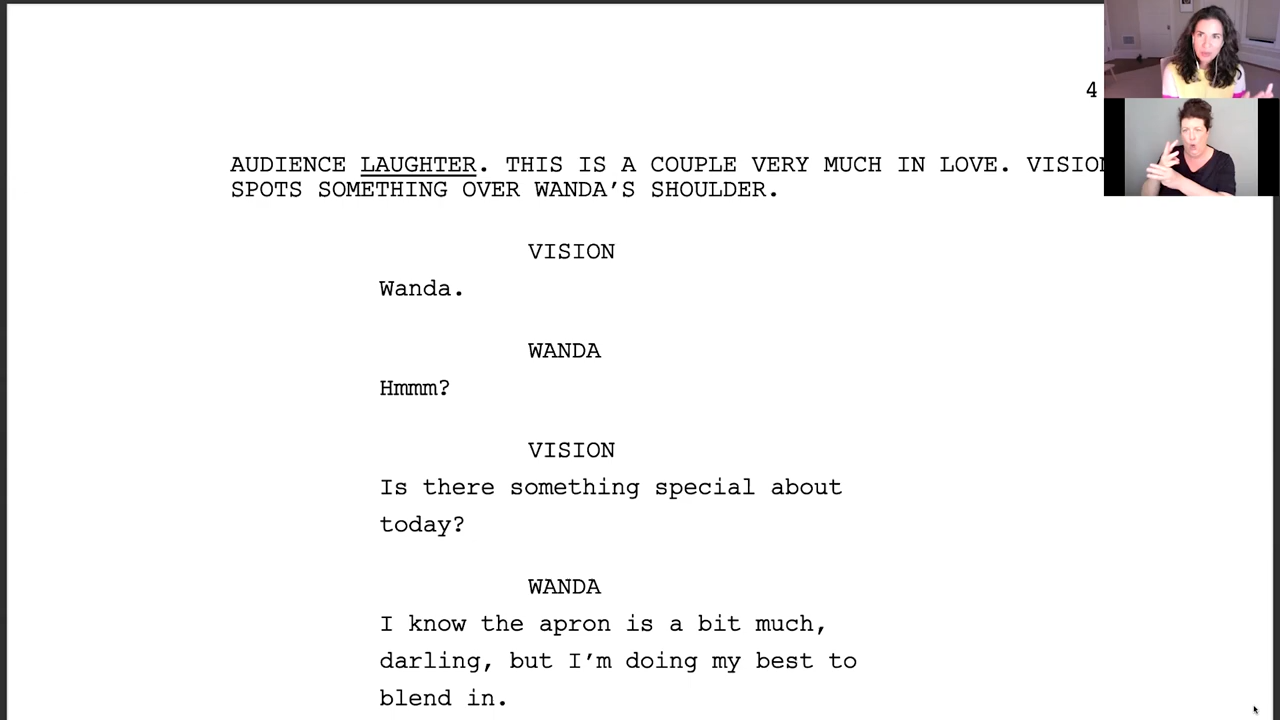 4
AUDIENCE LAUGHTER. THIS IS A COUPLE VERY MUCH IN LOVE. VISION
SPOTS SOMETHING OVER WANDA’S SHOULDER.
VISION
Wanda.
WANDA
Hmmm?
VISION
Is there something special about
today?
WANDA
I know the apron is a bit much,
darling, but I’m doing my best to
blend in.